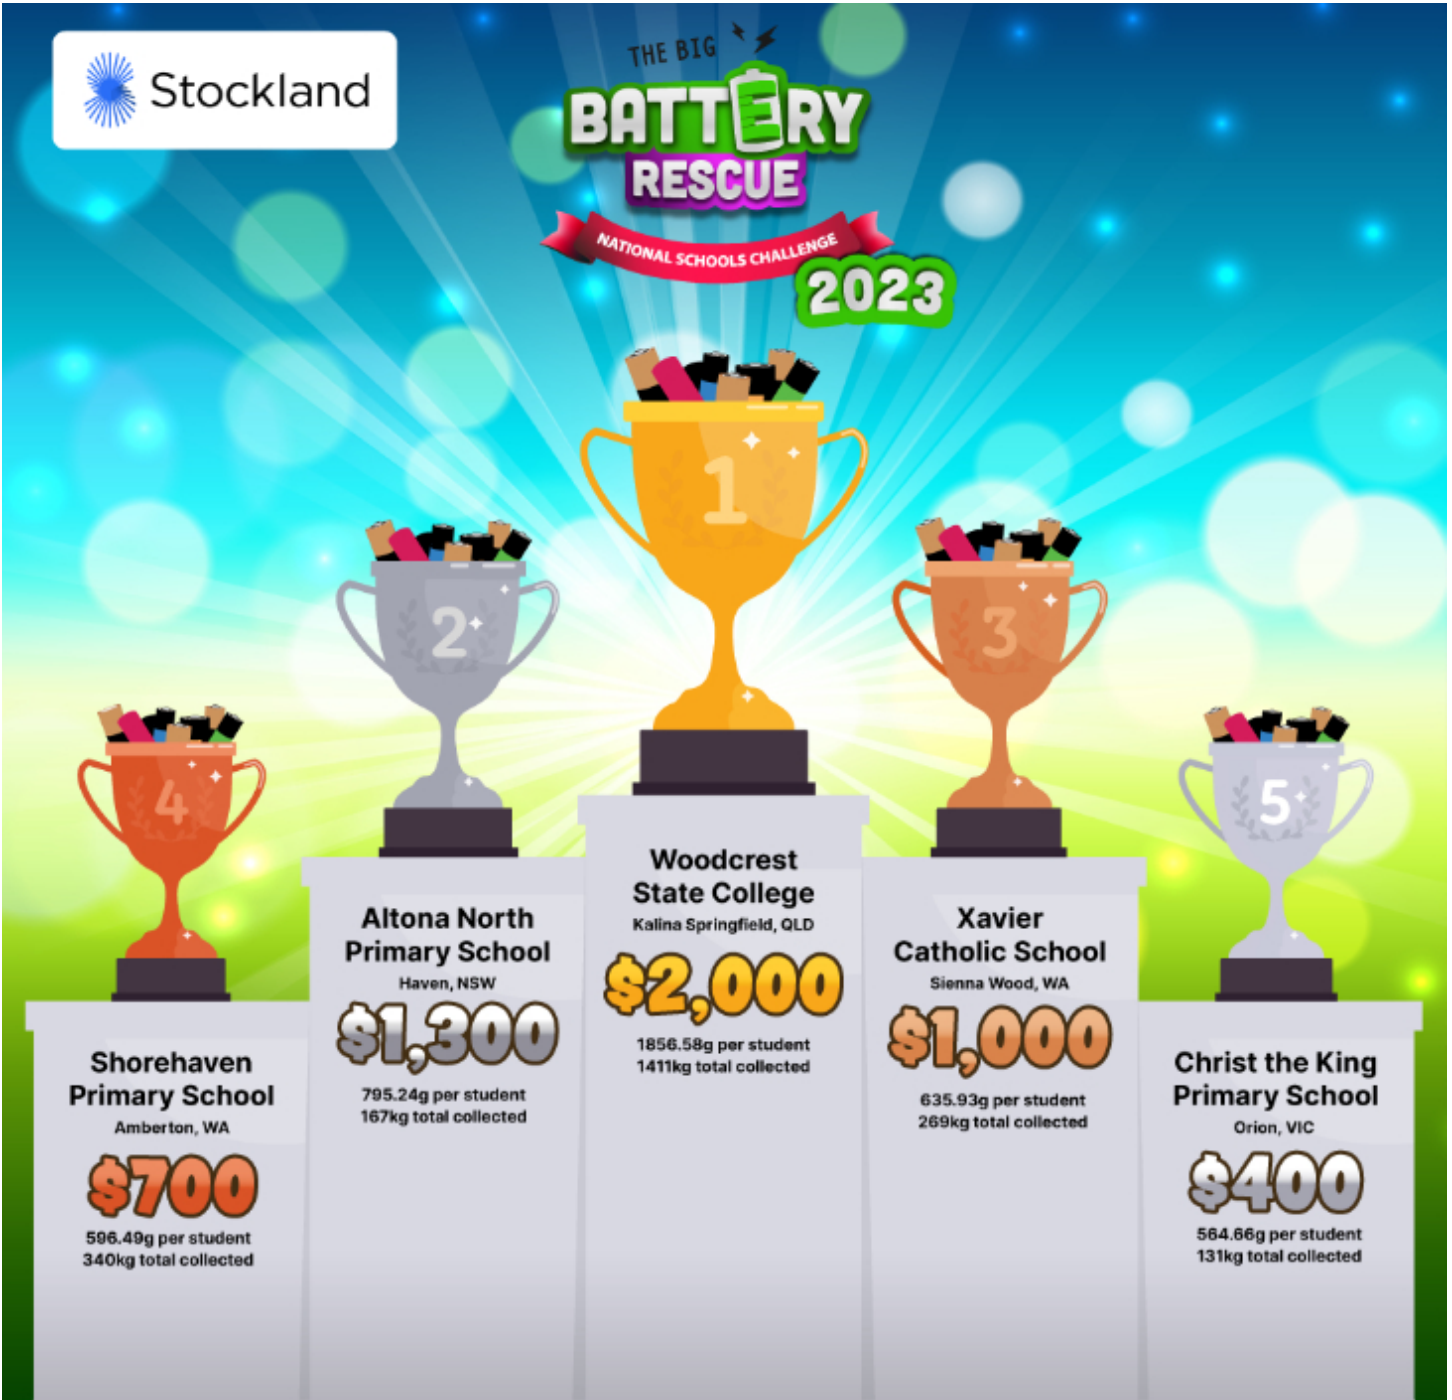 Stockland
THE BIG
BATTERY
RESCUE
NATIONAL SCHOOLS CHALLENGE
2023
1
2
3
4
5
Woodcrest
State College
Kalina Springfield, QLD
$2,000
1856.58g per student
1411kg total collected
Altona North
Primary School
Haven, NSW
$1,300
795.24g per student
167kg total collected
Xavier
Catholic School
Sienna Wood, WA
$1,000
635.93g per student
269kg total collected
Shorehaven
Primary School
Amberton, WA
$700
596.49g per student
340kg total collected
Christ the King
Primary School
Orion, VIC
$400
564.66g per student
131kg total collected